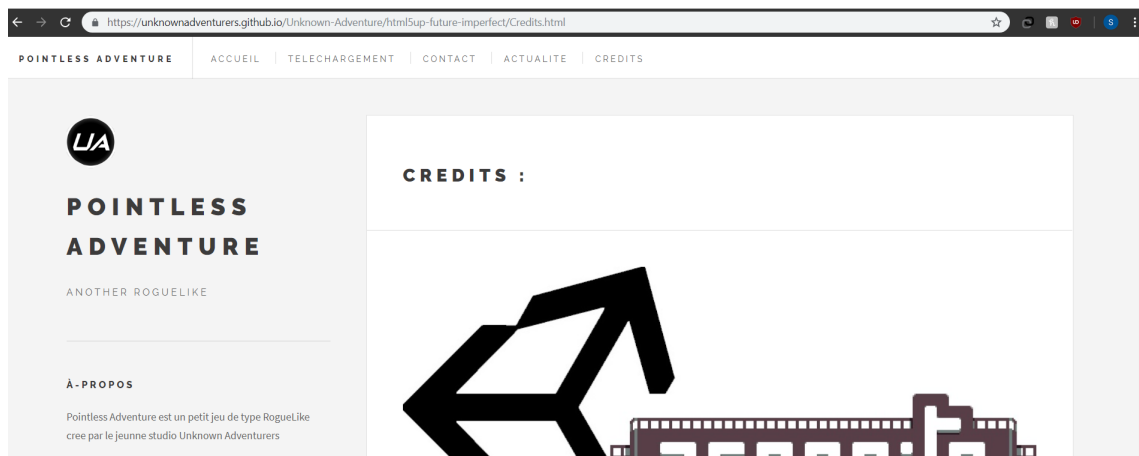 https://unknownadventurers.github.io/Unknown-Adventure/html5up-future-imperfect/Credits.html
S
POINTLESS ADVENTURE ACCUEIL TELECHARGEMENT CONTACT ACTUALITE CREDITS
UA
POINTLESS
ADVENTURE
ANOTHER ROGUELIKE
À-PROPOS
Pointless Adventure est un petit jeu de type RogueLike
cree par le jeunne studio Unknown Adventurers
CREDITS :